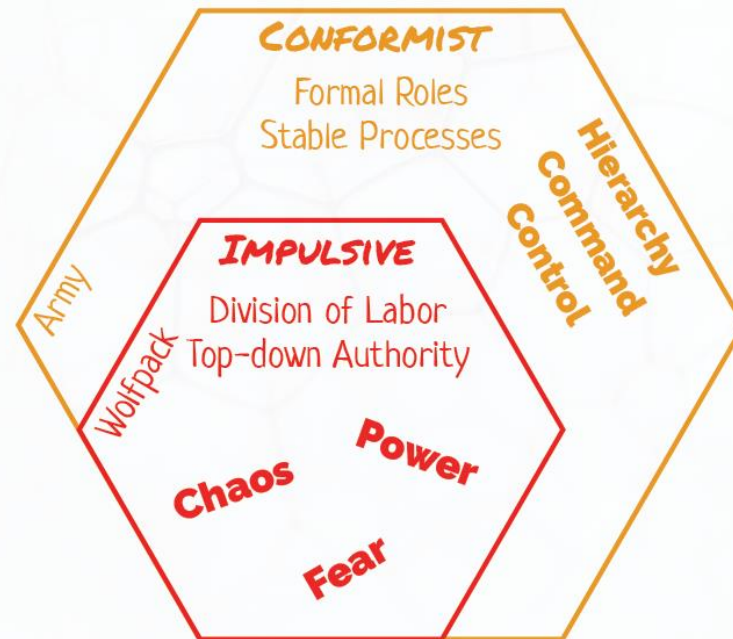 CONFORMIST
Formal Roles
Stable Processes
Hierarchy
Command
Control
Army
IMPULSIVE
Division of Labor
Top-down Authority
Wolfpack
Power
Chaos
Fear